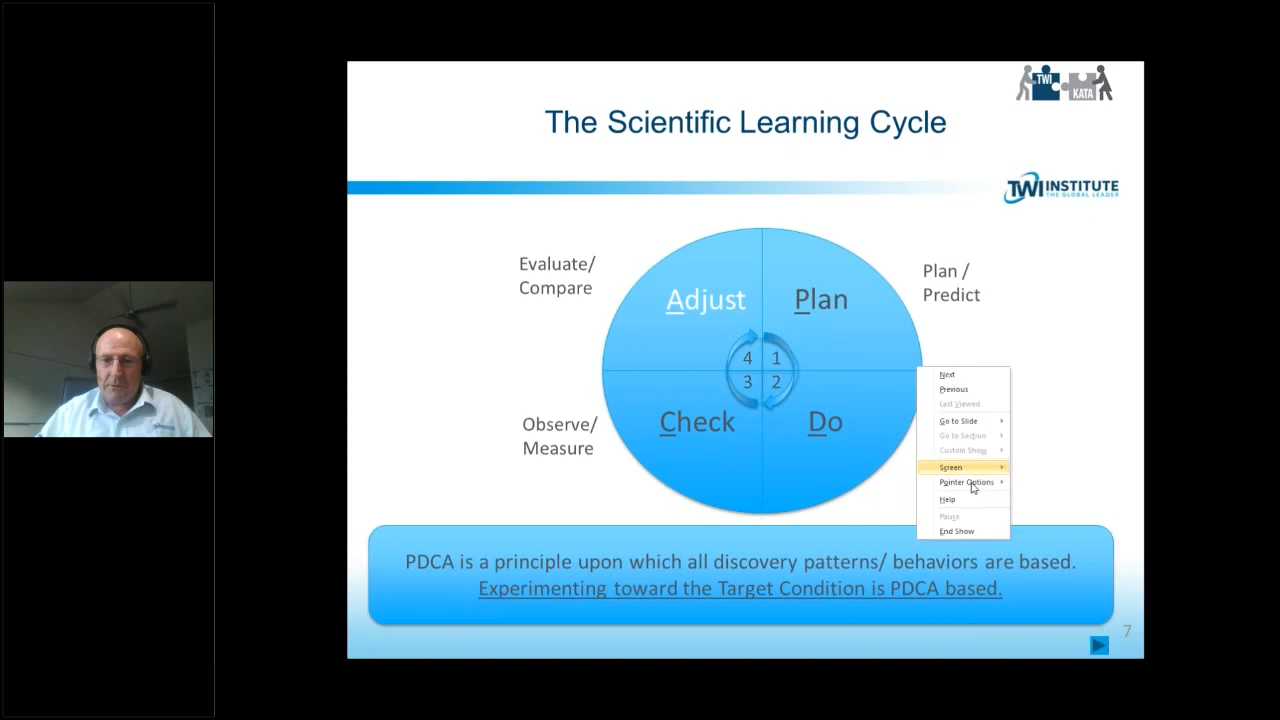 TWI
KATA
The Scientific Learning Cycle
TWI INSTITUTE
THE GLOBAL LEADER
Evaluate/
Compare
Plan /
Predict
Adjust
Plan
4 1
3 2
Check
Do
Observe/
Measure
Next
Previous
Last Viewed
Go to Slide
Go to Section
Custom Show
Screen
Pointer Options
Help
Pause
End Show
PDCA is a principle upon which all discovery patterns/ behaviors are based.
Experimenting toward the Target Condition is PDCA based.
7